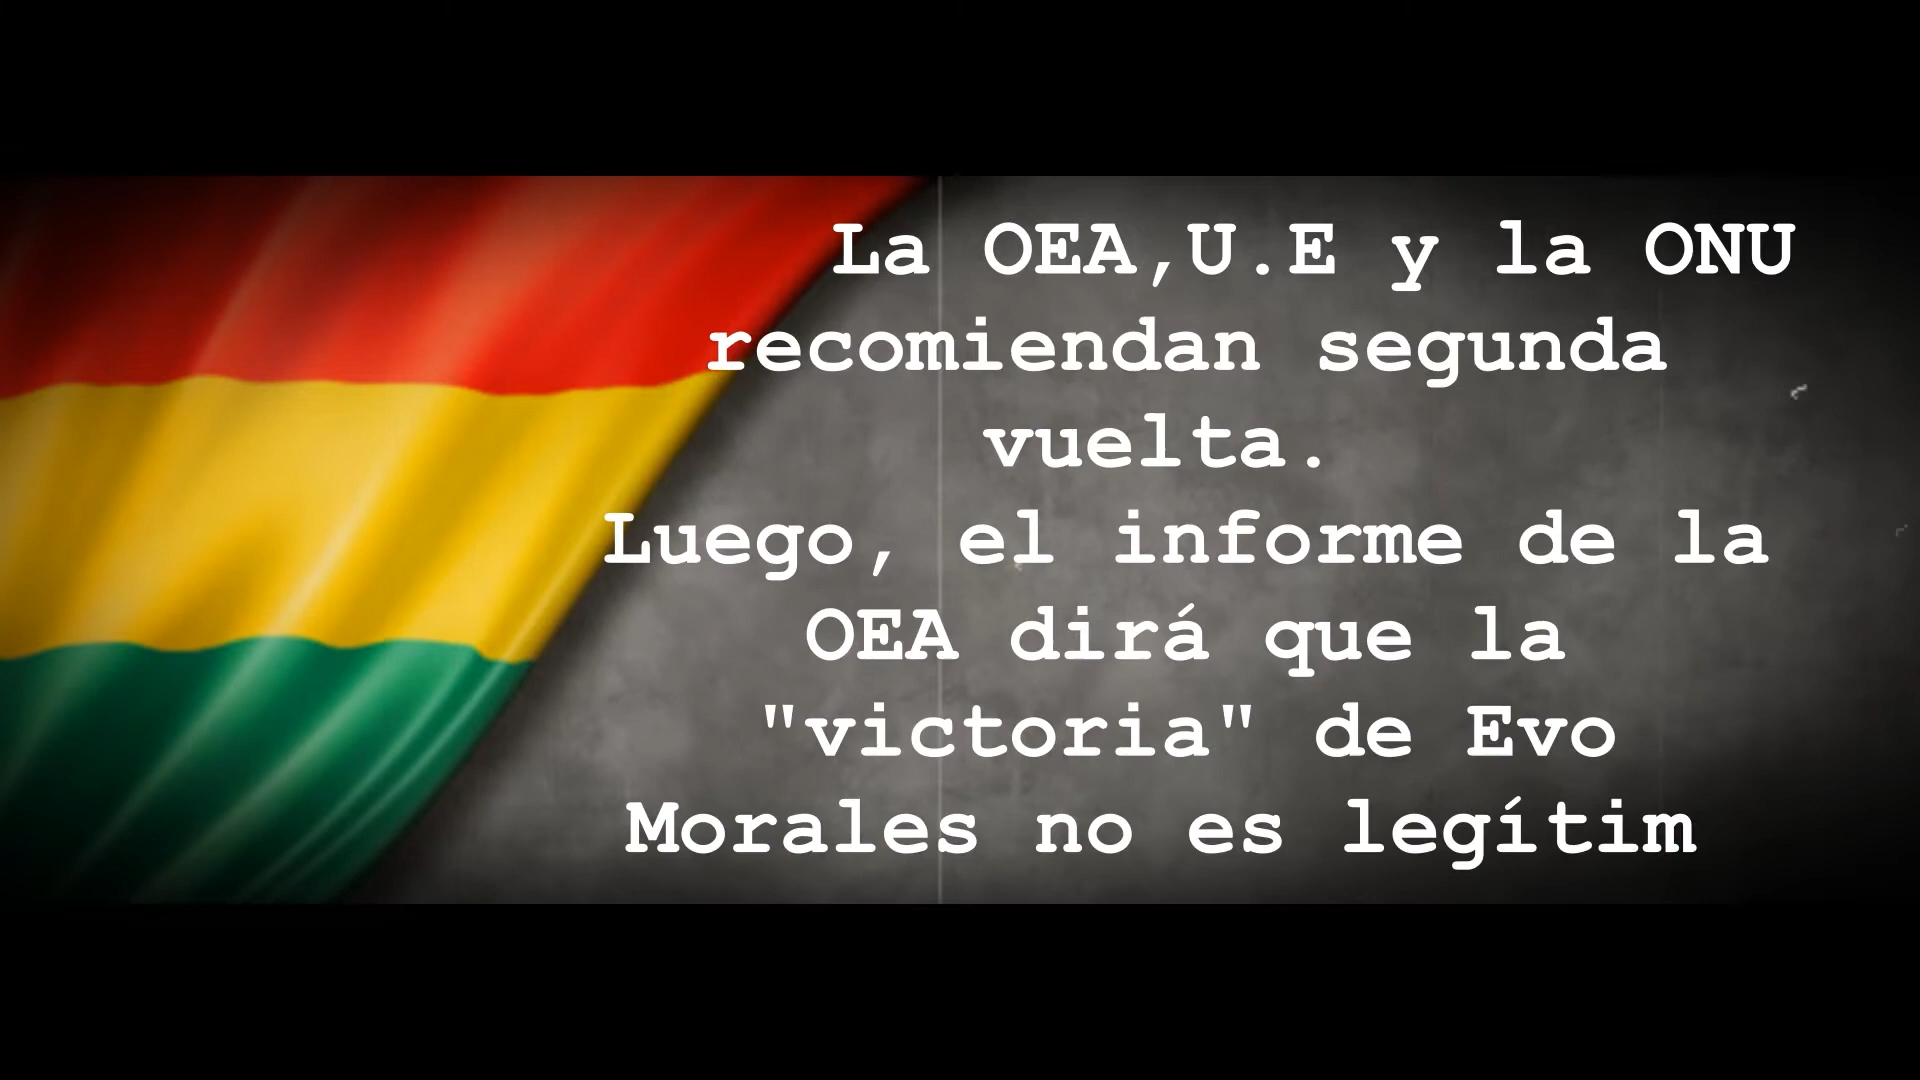 La OEA,U.E y la ONU
recomiendan segunda
vuelta.
Luego, el informe de la
OEA dirá que la
"victoria" de Evo
Morales no es legítim